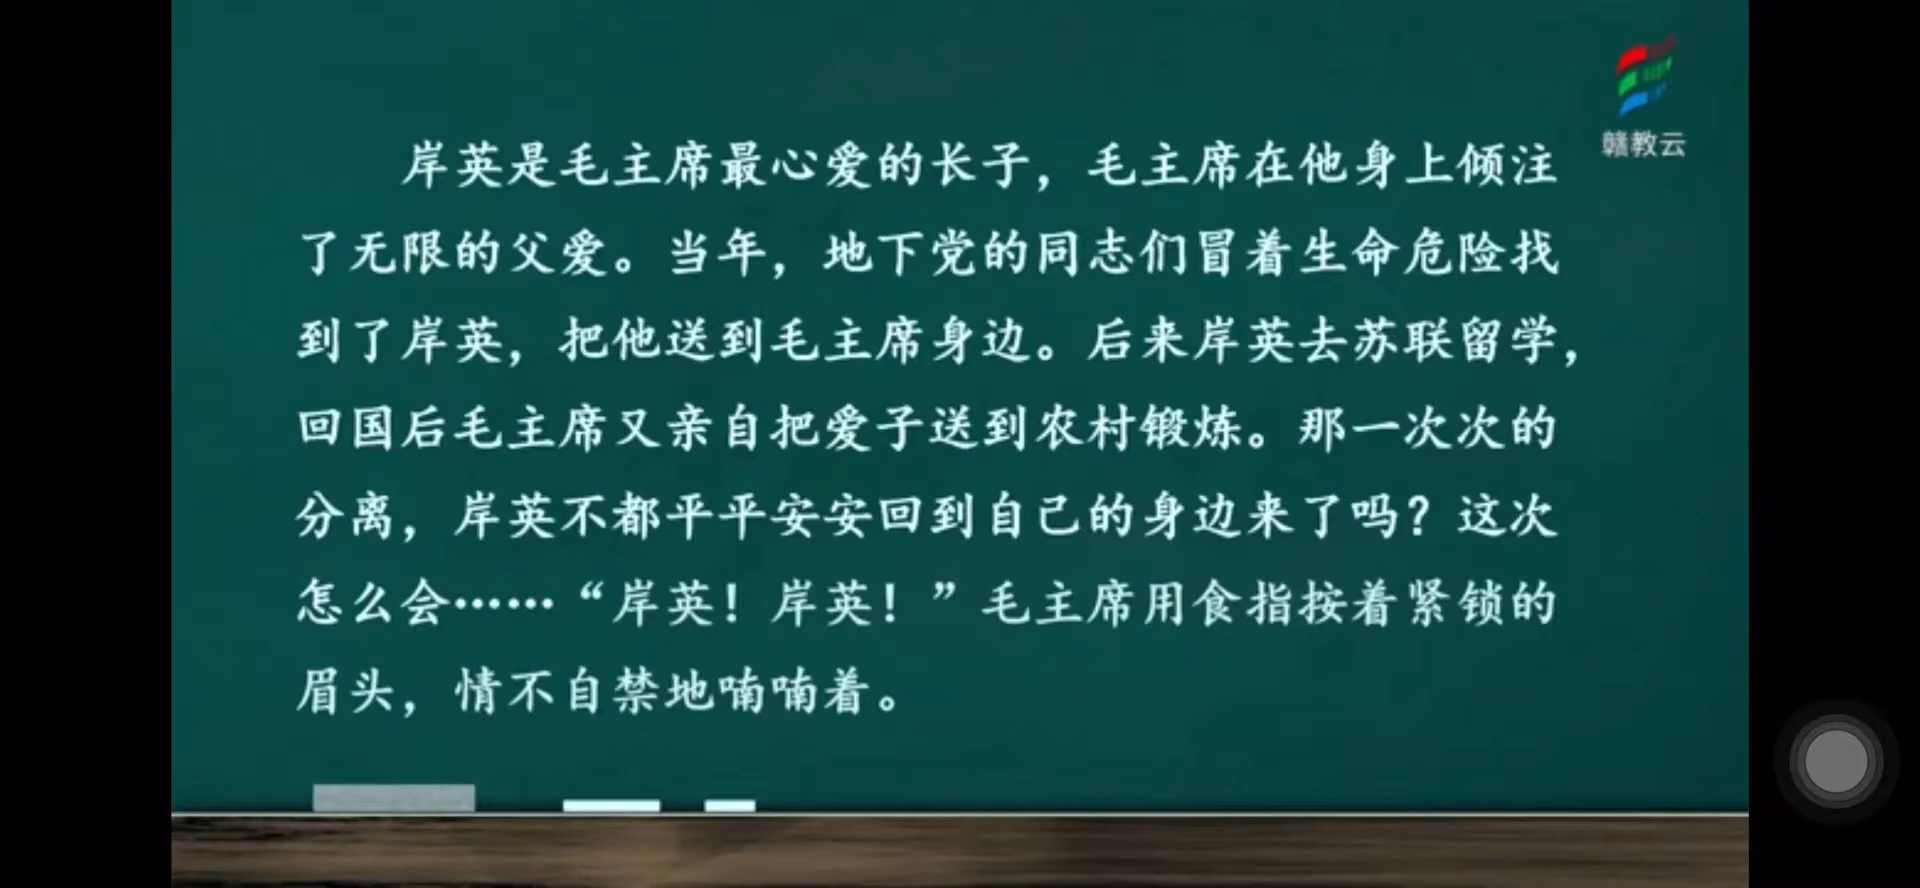 赣教云
岸英是毛主席最心爱的长子，毛主席在他身上倾注
了无限的父爱。当年，地下党的同志们冒着生命危险找
到了岸英，把他送到毛主席身边。后来岸英去苏联留学，
回国后毛主席又亲自把爱子送到农村锻炼。那一次次的
分离，岸英不都平平安安回到自己的身边来了吗？这次
怎么会……“岸英！岸英！”毛主席用食指按着紧锁的
眉头，情不自禁地喃喃着。